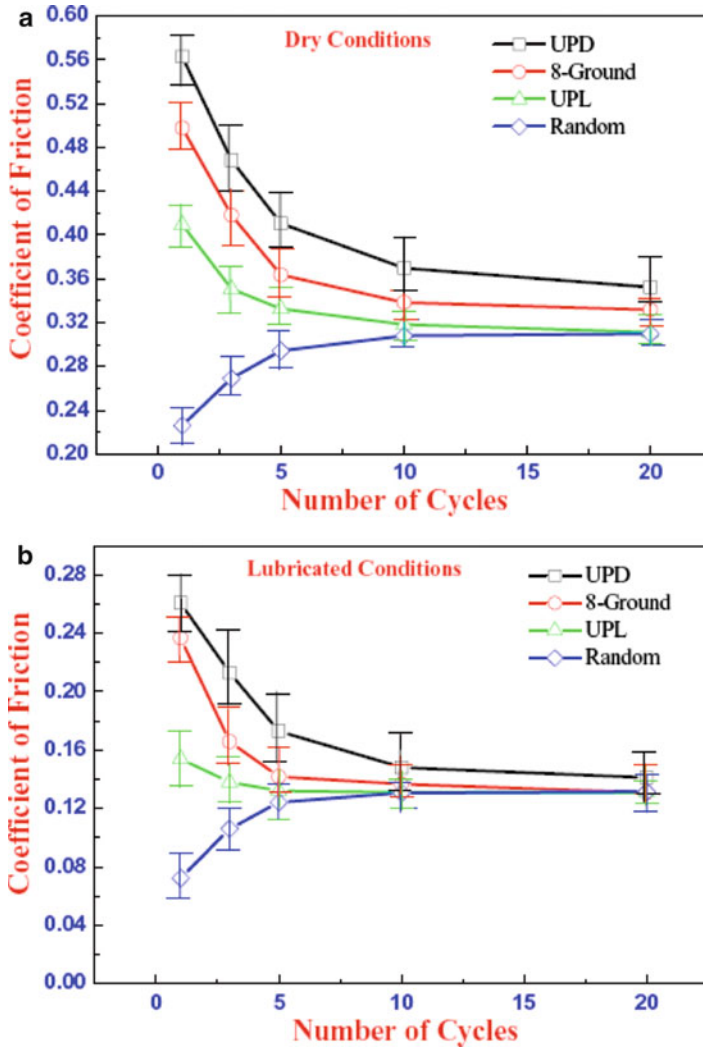 a
0.60
0.56
0.52
0.48
0.44
0.40
0.36
0.32
0.28
0.24
0.20
Coefficient of Friction
Dry Conditions
UPD
8-Ground
UPL
Random
0 5 10 15 20
Number of Cycles
b
0.28
0.24
0.20
0.16
0.12
0.08
0.04
0.00
Coefficient of Friction
Lubricated Conditions
UPD
8-Ground
UPL
Random
0 5 10 15 20
Number of Cycles